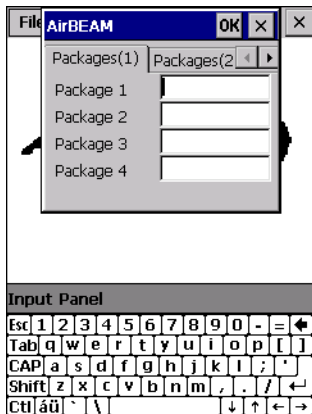 File
AirBEAM OK ×
×
Packages(1) Packages(2
Package 1
Package 2
Package 3
Package 4
Input Panel
Esc 1 2 3 4 5 6 7 8 9 0 - = ←
Tab q w e r t y u i o p [ ]
CAP a s d f g h j k l ; '
Shift z x c v b n m , . / ↵
Ctl áü ` \ ↓ ↑ ← →